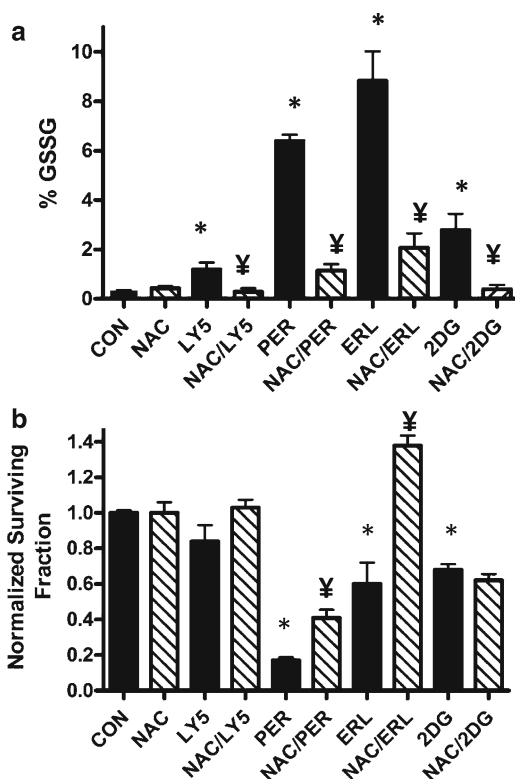 a
10
8
6
4
2
0
% GSSG
*
¥
*
¥
*
¥
*
¥
CON
NAC
LY5
NAC/LY5
PER
NAC/PER
ERL
NAC/ERL
2DG
NAC/2DG
b
1.4
1.2
1.0
0.8
0.6
0.4
0.2
0.0
Normalized Surviving
Fraction
*
¥
*
¥
*
CON
NAC
LY5
NAC/LY5
PER
NAC/PER
ERL
NAC/ERL
2DG
NAC/2DG